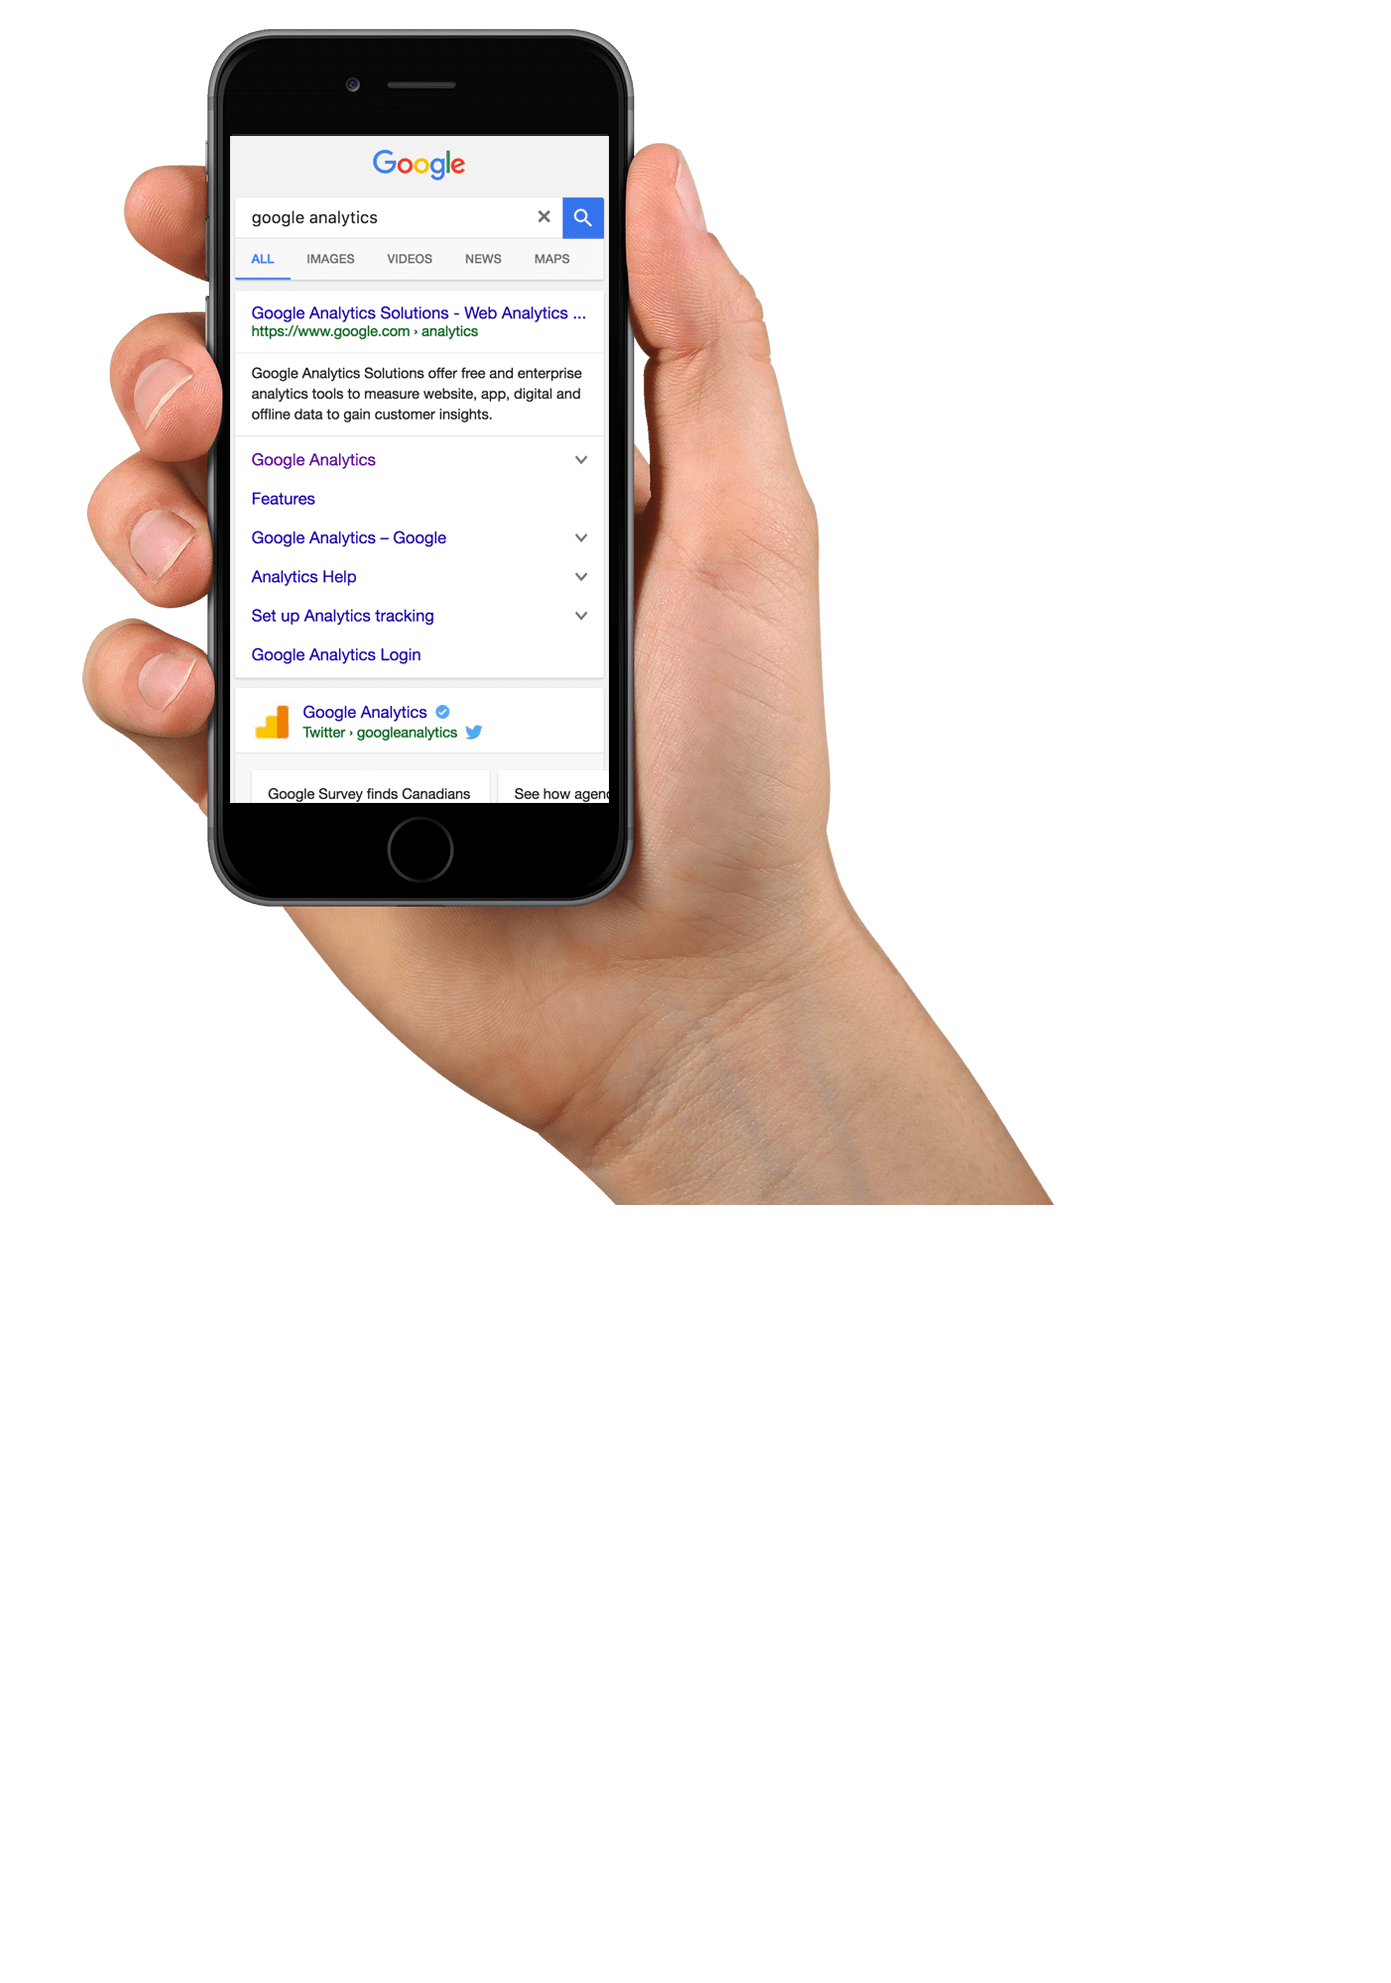 Google
google analytics
ALL IMAGES VIDEOS NEWS MAPS
Google Analytics Solutions - Web Analytics ...
https://www.google.com › analytics
Google Analytics Solutions offer free and enterprise
analytics tools to measure website, app, digital and
offline data to gain customer insights.
Google Analytics
Features
Google Analytics – Google
Analytics Help
Set up Analytics tracking
Google Analytics Login
Google Analytics
Twitter › googleanalytics
Google Survey finds Canadians
See how agenc